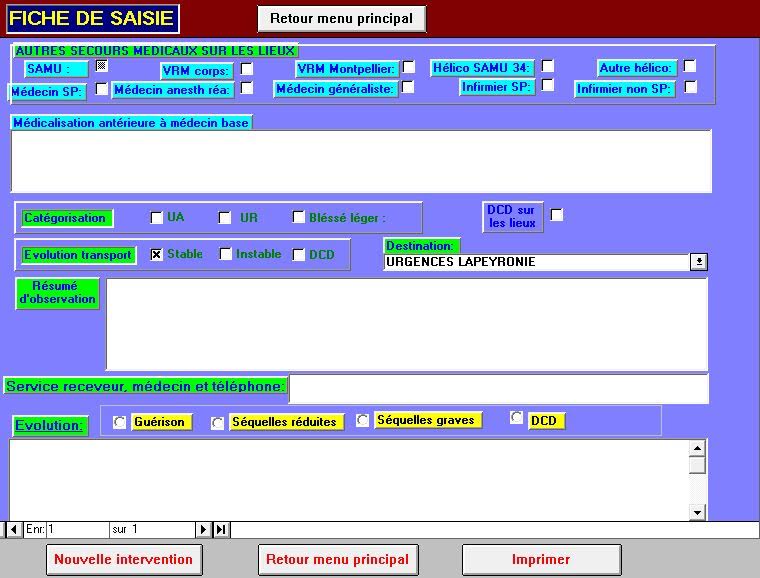 FICHE DE SAISIE
Retour menu principal
AUTRES SECOURS MEDICAUX SUR LES LIEUX
SAMU : VRM corps: VRM Montpellier: Hélico SAMU 34: Autre hélico:
Médecin SP: Médecin anesth réa: Médecin généraliste: Infirmier SP: Infirmier non SP:
Médicalisation antérieure à médecin base
Catégorisation UA UR Bléssé léger : DCD sur
les lieux
Evolution transport Stable Instable DCD Destination:
URGENCES LAPEYRONIE
Résumé
d'observation
Service receveur, médecin et téléphone:
Evolution: Guérison Séquelles réduites Séquelles graves DCD
Enr: 1 sur 1
Nouvelle intervention Retour menu principal Imprimer